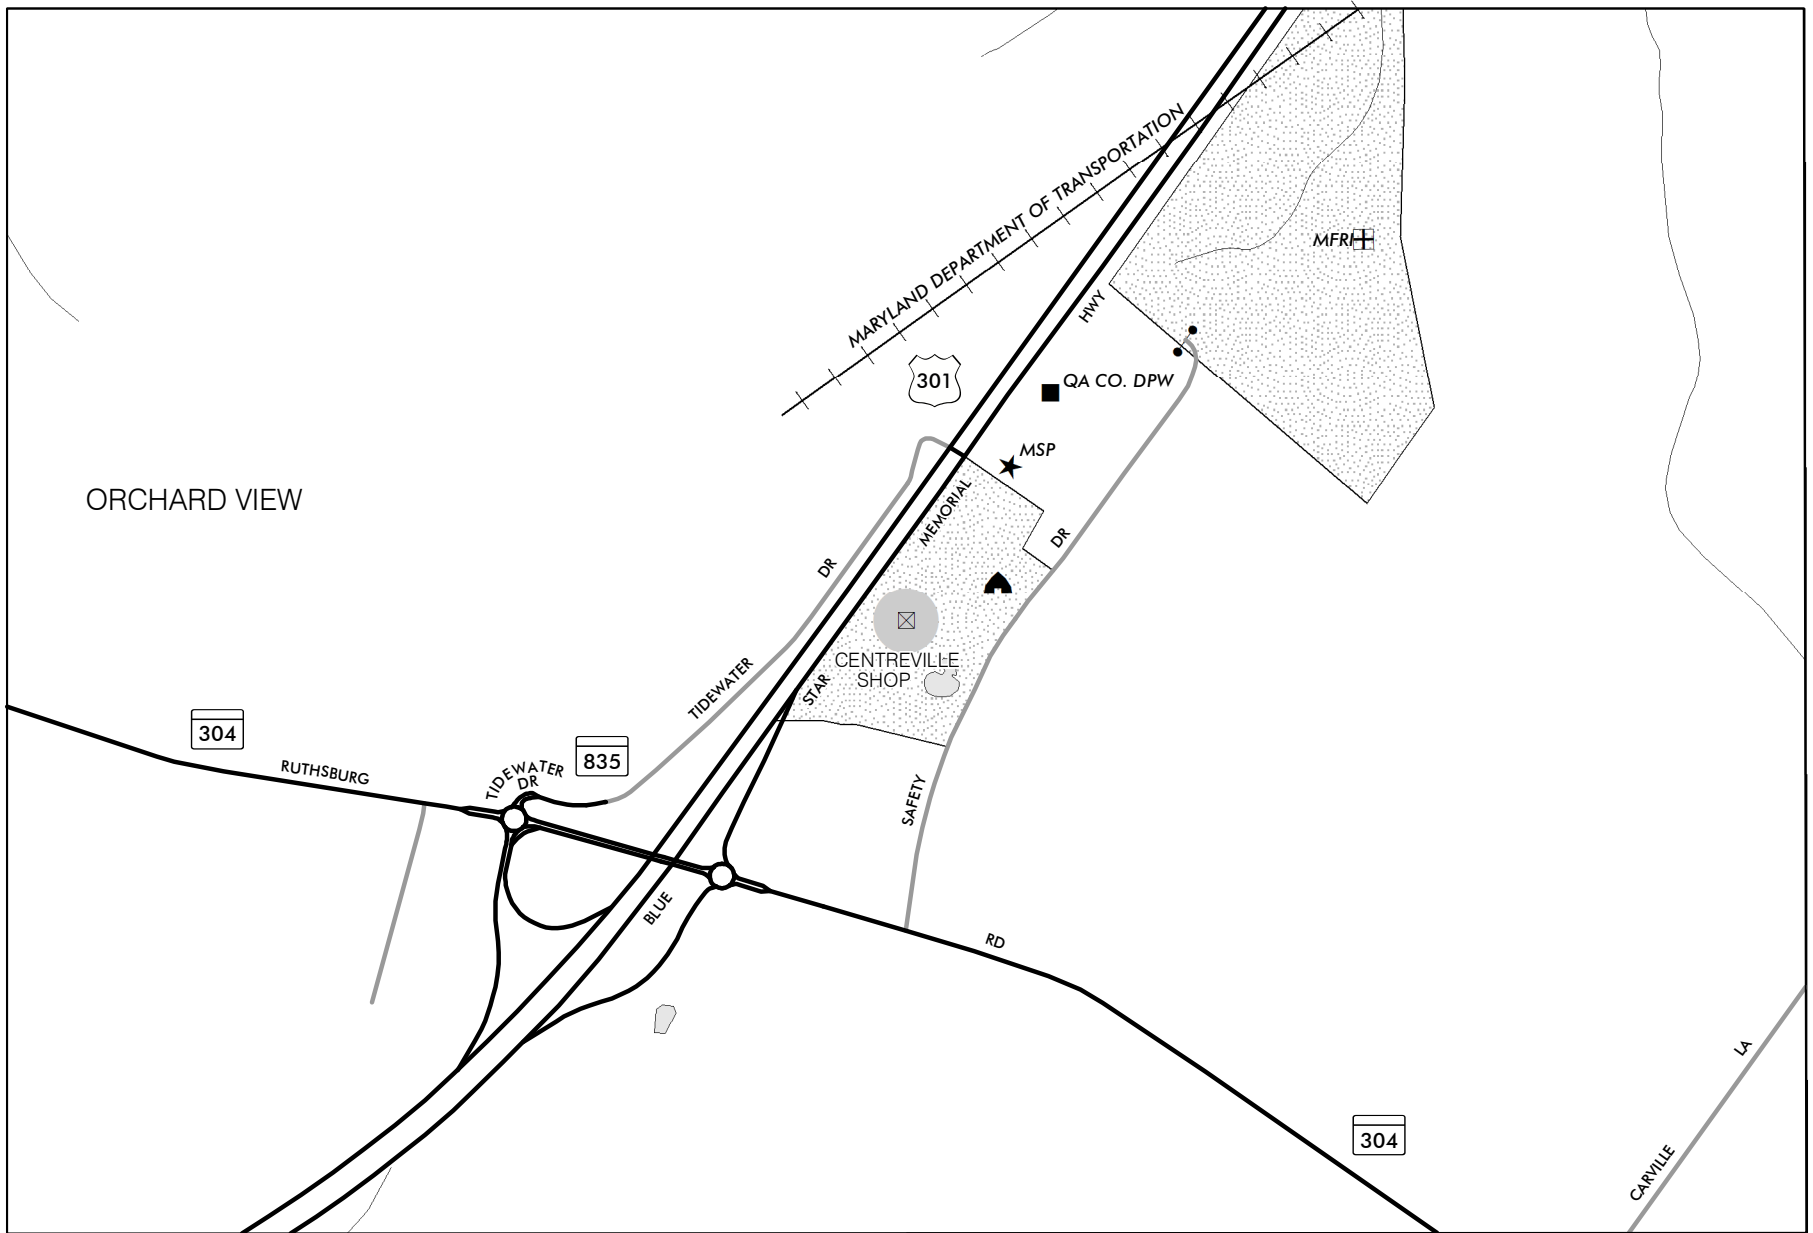 MARYLAND DEPARTMENT OF TRANSPORTATION
MFRI
HWY
301
QA CO. DPW
MSP
ORCHARD VIEW
MEMORIAL
DR
DR
CENTREVILLE
SHOP
STAR
TIDEWATER
304
835
RUTHSBURG
TIDEWATER
DR
SAFETY
BLUE
RD
LA
304
CARVILLE